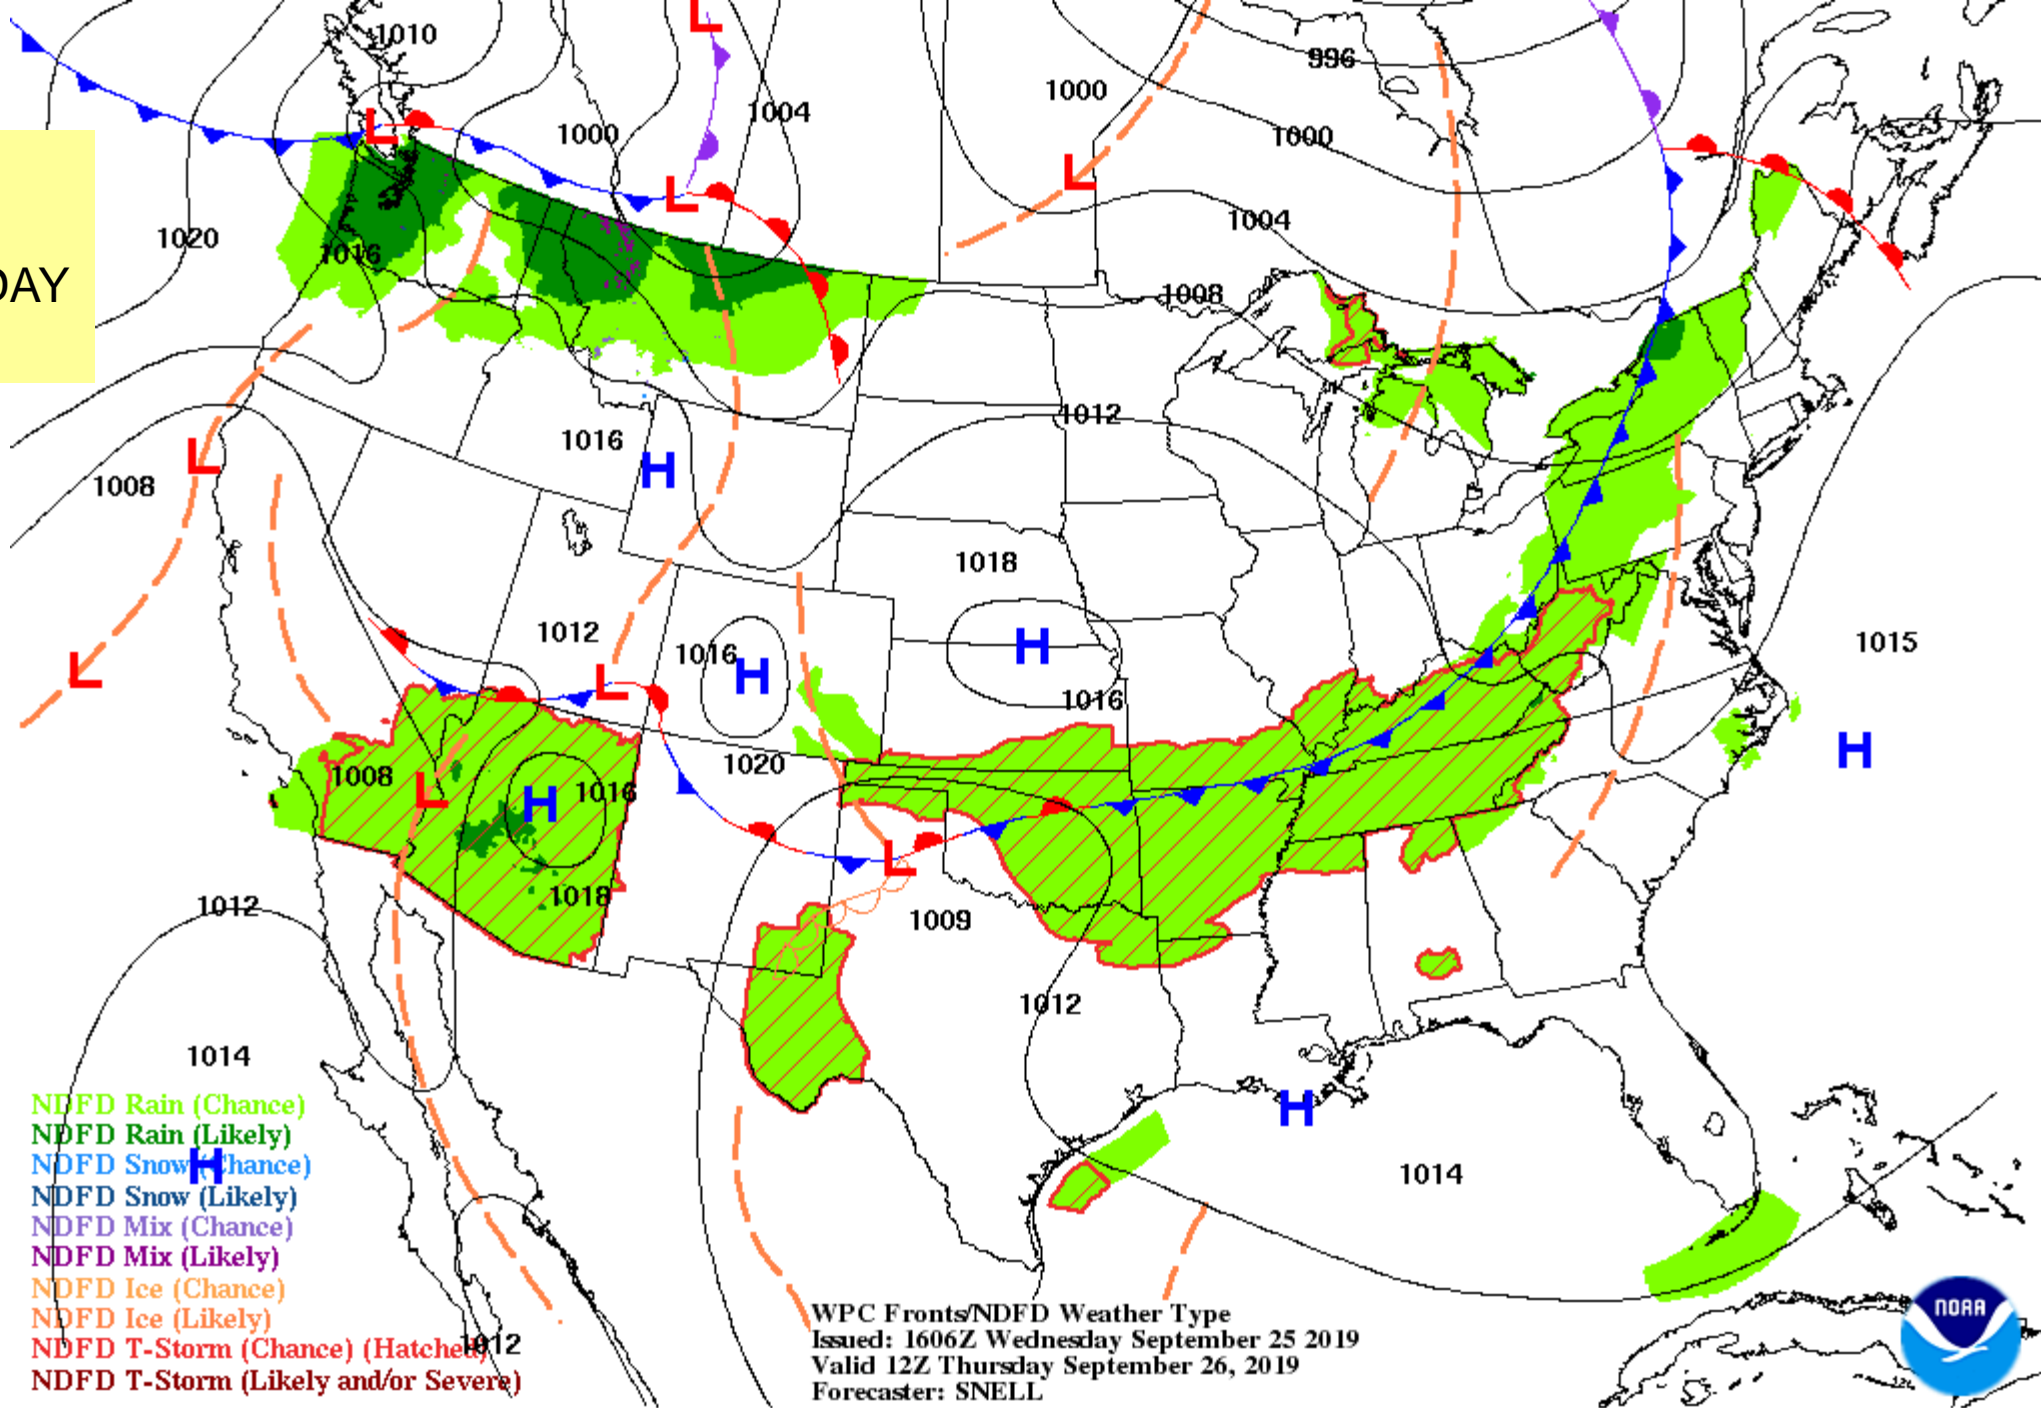 1010
996
1000
1004
1000
1000
DAY
1020
1016
1004
1008
1012
1016
1008
1018
1012
1016
1015
1016
1020
1008
1016
1018
1012
1009
1012
1014
1014
1012
L
L
L
L
L
L
L
L
L
H
H
H
H
H
H
H
NDFD Rain (Chance)
NDFD Rain (Likely)
NDFD Snow (Chance)
NDFD Snow (Likely)
NDFD Mix (Chance)
NDFD Mix (Likely)
NDFD Ice (Chance)
NDFD Ice (Likely)
NDFD T-Storm (Chance) (Hatched)
NDFD T-Storm (Likely and/or Severe)
WPC Fronts/NDFD Weather Type
Issued: 1606Z Wednesday September 25 2019
Valid 12Z Thursday September 26, 2019
Forecaster: SNELL
NOAA